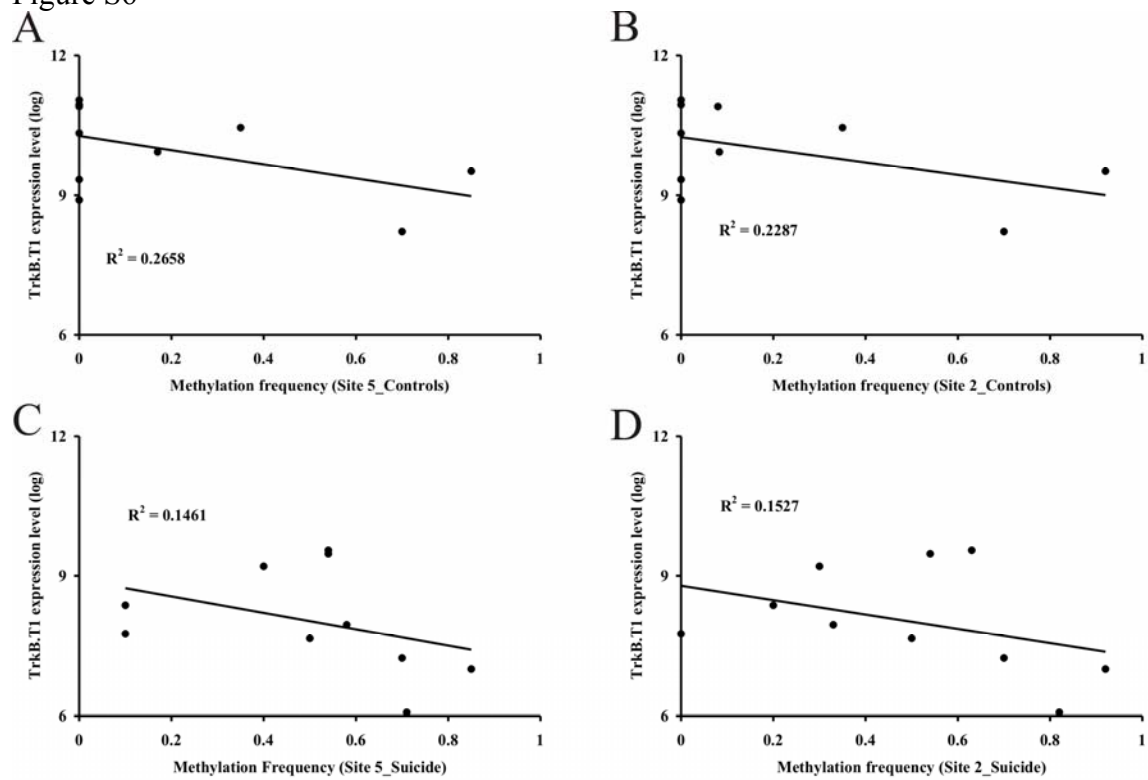 Figure S6
A
12
TrkB.T1 expression level (log)
9
R² = 0.2658
6
0 0.2 0.4 0.6 0.8 1
Methylation frequency (Site 5_Controls)
B
12
TrkB.T1 expression level (log)
9
R² = 0.2287
6
0 0.2 0.4 0.6 0.8 1
Methylation frequency (Site 2_Controls)
C
12
TrkB.T1 expression level (log)
R² = 0.1461
9
6
0 0.2 0.4 0.6 0.8 1
Methylation Frequency (Site 5_Suicide)
D
12
TrkB.T1 expression level (log)
R² = 0.1527
9
6
0 0.2 0.4 0.6 0.8 1
Methylation frequency (Site 2_Suicide)